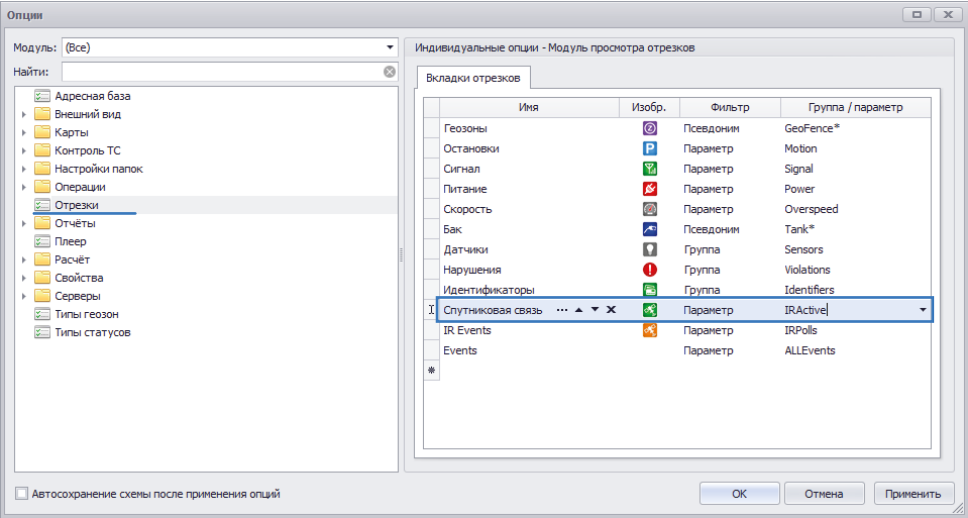 Опции
Модуль: (Все)
Найти:
Адресная база
Внешний вид
Карты
Контроль ТС
Настройки папок
Операции
Отрезки
Отчёты
Плеер
Расчёт
Свойства
Серверы
Типы геозон
Типы статусов
Индивидуальные опции - Модуль просмотра отрезков
Вкладки отрезков
Имя Изобр. Фильтр Группа / параметр
Геозоны Псевдоним GeoFence*
Остановки P Параметр Motion
Сигнал Параметр Signal
Питание Параметр Power
Скорость Параметр Overspeed
Бак Псевдоним Tank*
Датчики Группа Sensors
Нарушения Группа Violations
Идентификаторы Группа Identifiers
Спутниковая связь ... Параметр IRActive
IR Events Параметр IRPolls
Events Параметр ALLEvents
Автосохранение схемы после применения опций
OK Отмена Применить